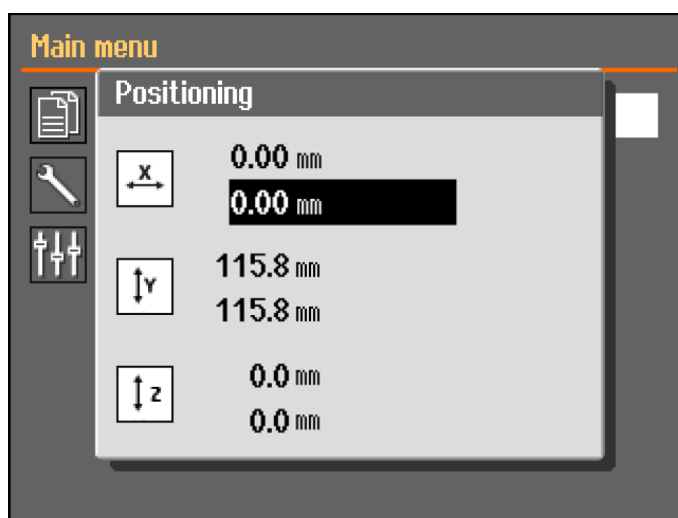 Main menu
Positioning
X
0.00 mm
0.00 mm
Y
115.8 mm
115.8 mm
Z
0.0 mm
0.0 mm